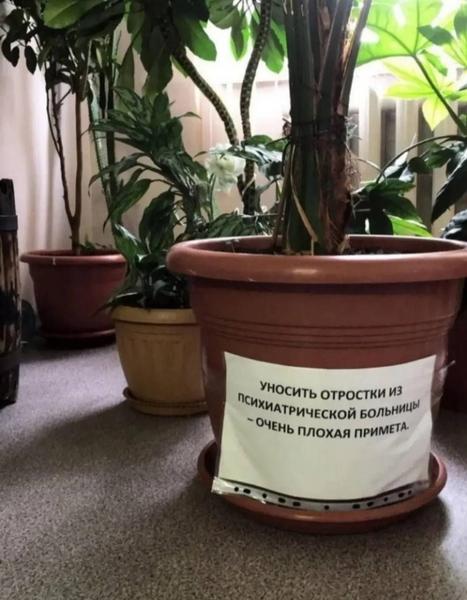 УНОСИТЬ ОТРОСТКИ ИЗ
ПСИХИАТРИЧЕСКОЙ БОЛЬНИЦЫ
– ОЧЕНЬ ПЛОХАЯ ПРИМЕТА.